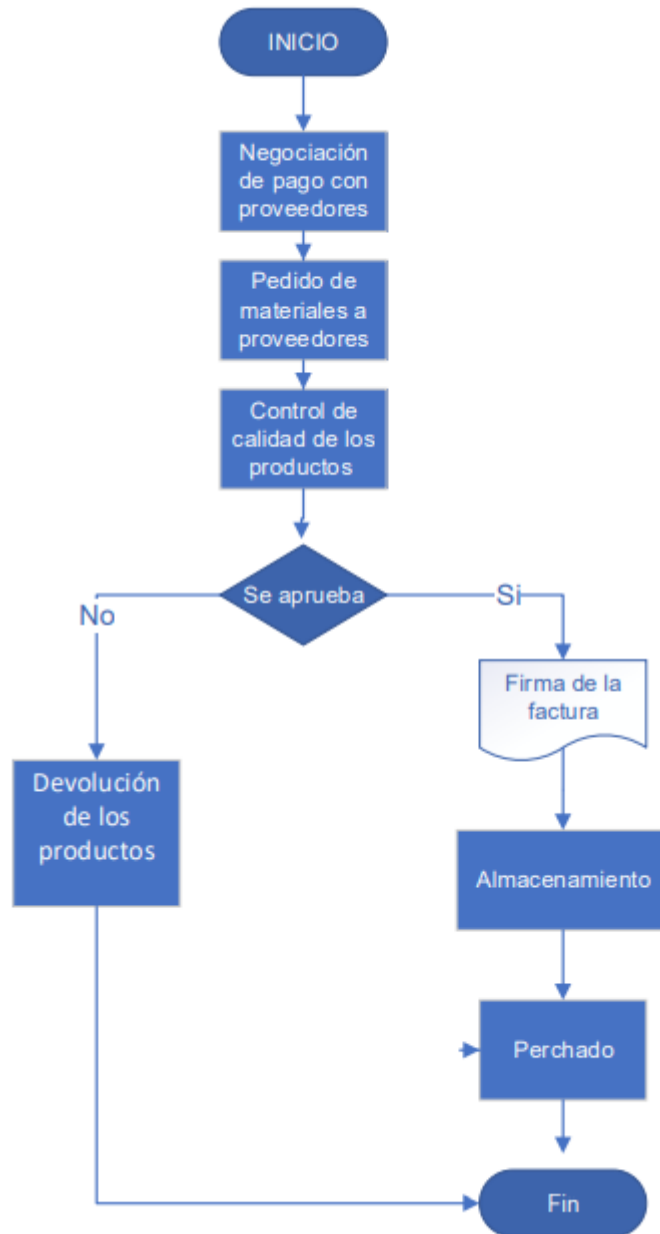 INICIO
Negociación
de pago con
proveedores
Pedido de
materiales a
proveedores
Control de
calidad de los
productos
Se aprueba
No
Si
Firma de la
factura
Devolución
de los
productos
Almacenamiento
Perchado
Fin